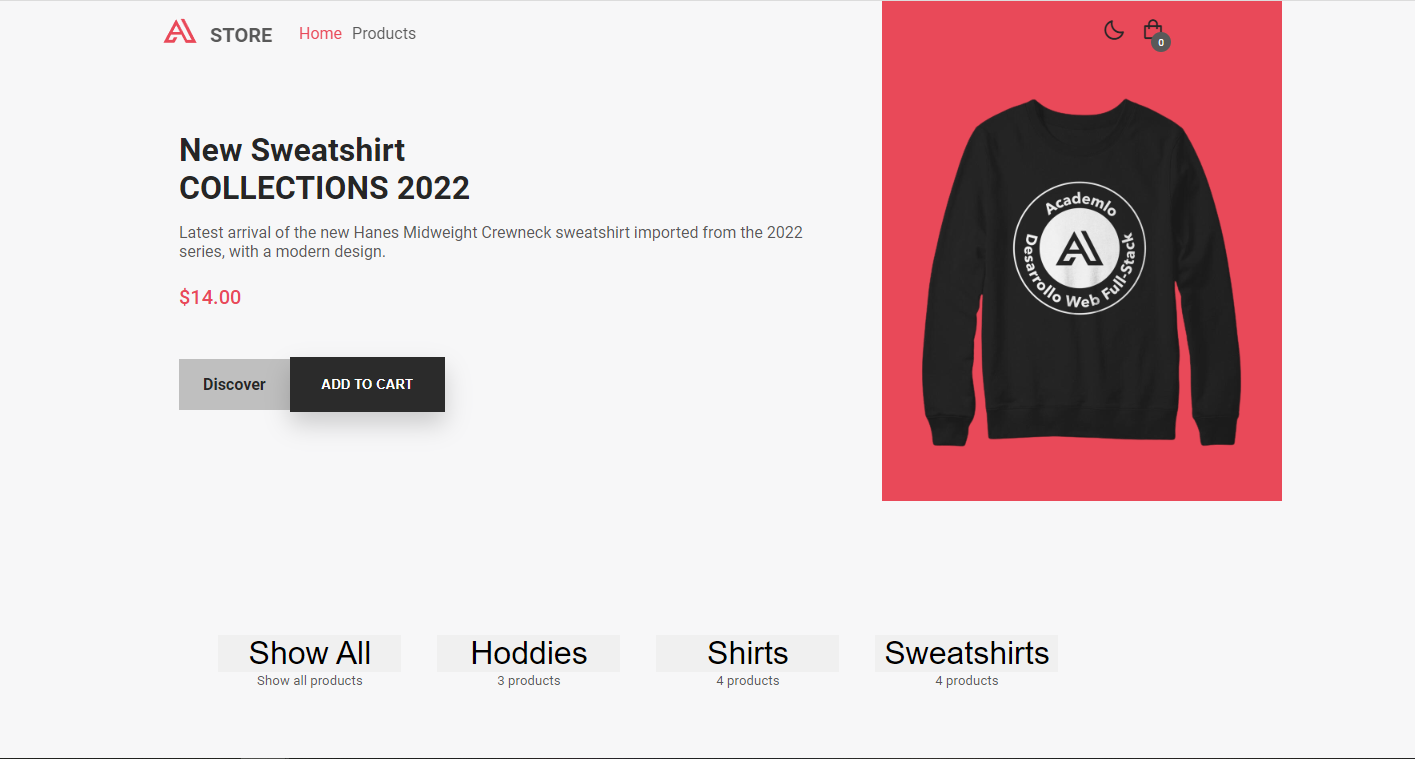 STORE Home Products
0
New Sweatshirt
COLLECTIONS 2022
Latest arrival of the new Hanes Midweight Crewneck sweatshirt imported from the 2022
series, with a modern design.
$14.00
Discover ADD TO CART
Academlo
Desarrollo Web Full-Stack
Show All Hoddies Shirts Sweatshirts
Show all products 3 products 4 products 4 products